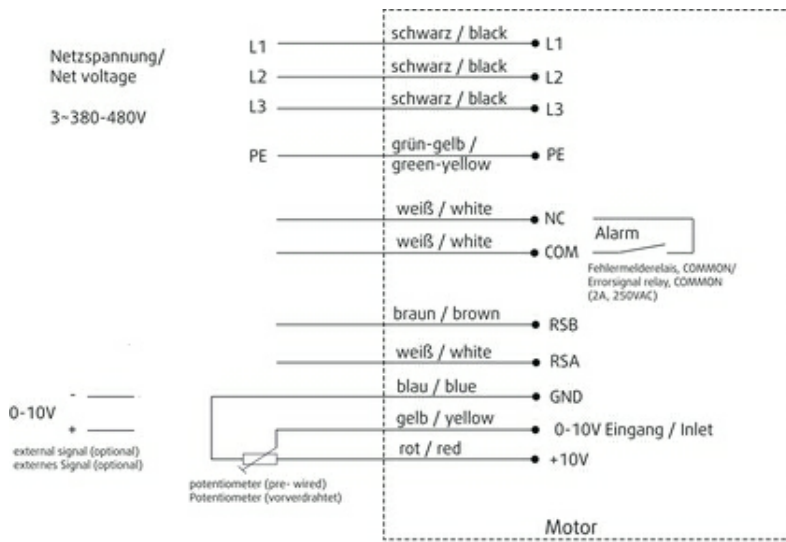 Netzspannung/
Net voltage
3~380-480V
L1
schwarz / black
L1
L2
schwarz / black
L2
L3
schwarz / black
L3
PE
grün-gelb /
green-yellow
PE
weiß / white
NC
weiß / white
COM
Alarm
Fehlermelderelais, COMMON/
Errorsignal relay, COMMON
(2A, 250VAC)
braun / brown
RSB
weiß / white
RSA
blau / blue
GND
0-10V
-
+
external signal (optional)
externes Signal (optional)
gelb / yellow
0-10V Eingang / Inlet
rot / red
+10V
potentiometer (pre- wired)
Potentiometer (vorverdrahtet)
Motor